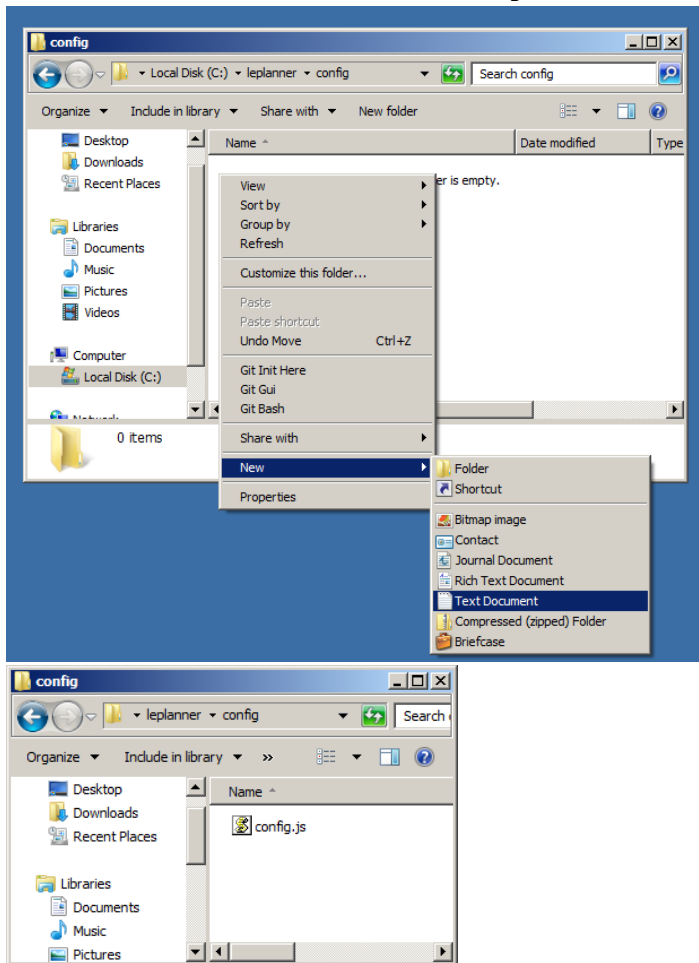 config
Local Disk (C:) leplanner config Search config
Organize Include in library Share with New folder
Desktop
Downloads
Recent Places
Libraries
Documents
Music
Pictures
Videos
Computer
Local Disk (C:)
Name Date modified Type
er is empty.
View
Sort by
Group by
Refresh
Customize this folder...
Paste
Paste shortcut
Undo Move Ctrl+Z
Git Init Here
Git Gui
Git Bash
Share with
New
Properties
0 items
Folder
Shortcut
Bitmap image
Contact
Journal Document
Rich Text Document
Text Document
Compressed (zipped) Folder
Briefcase
config
leplanner config Search
Organize Include in library »
Desktop
Downloads
Recent Places
Libraries
Documents
Music
Pictures
Name
config.js